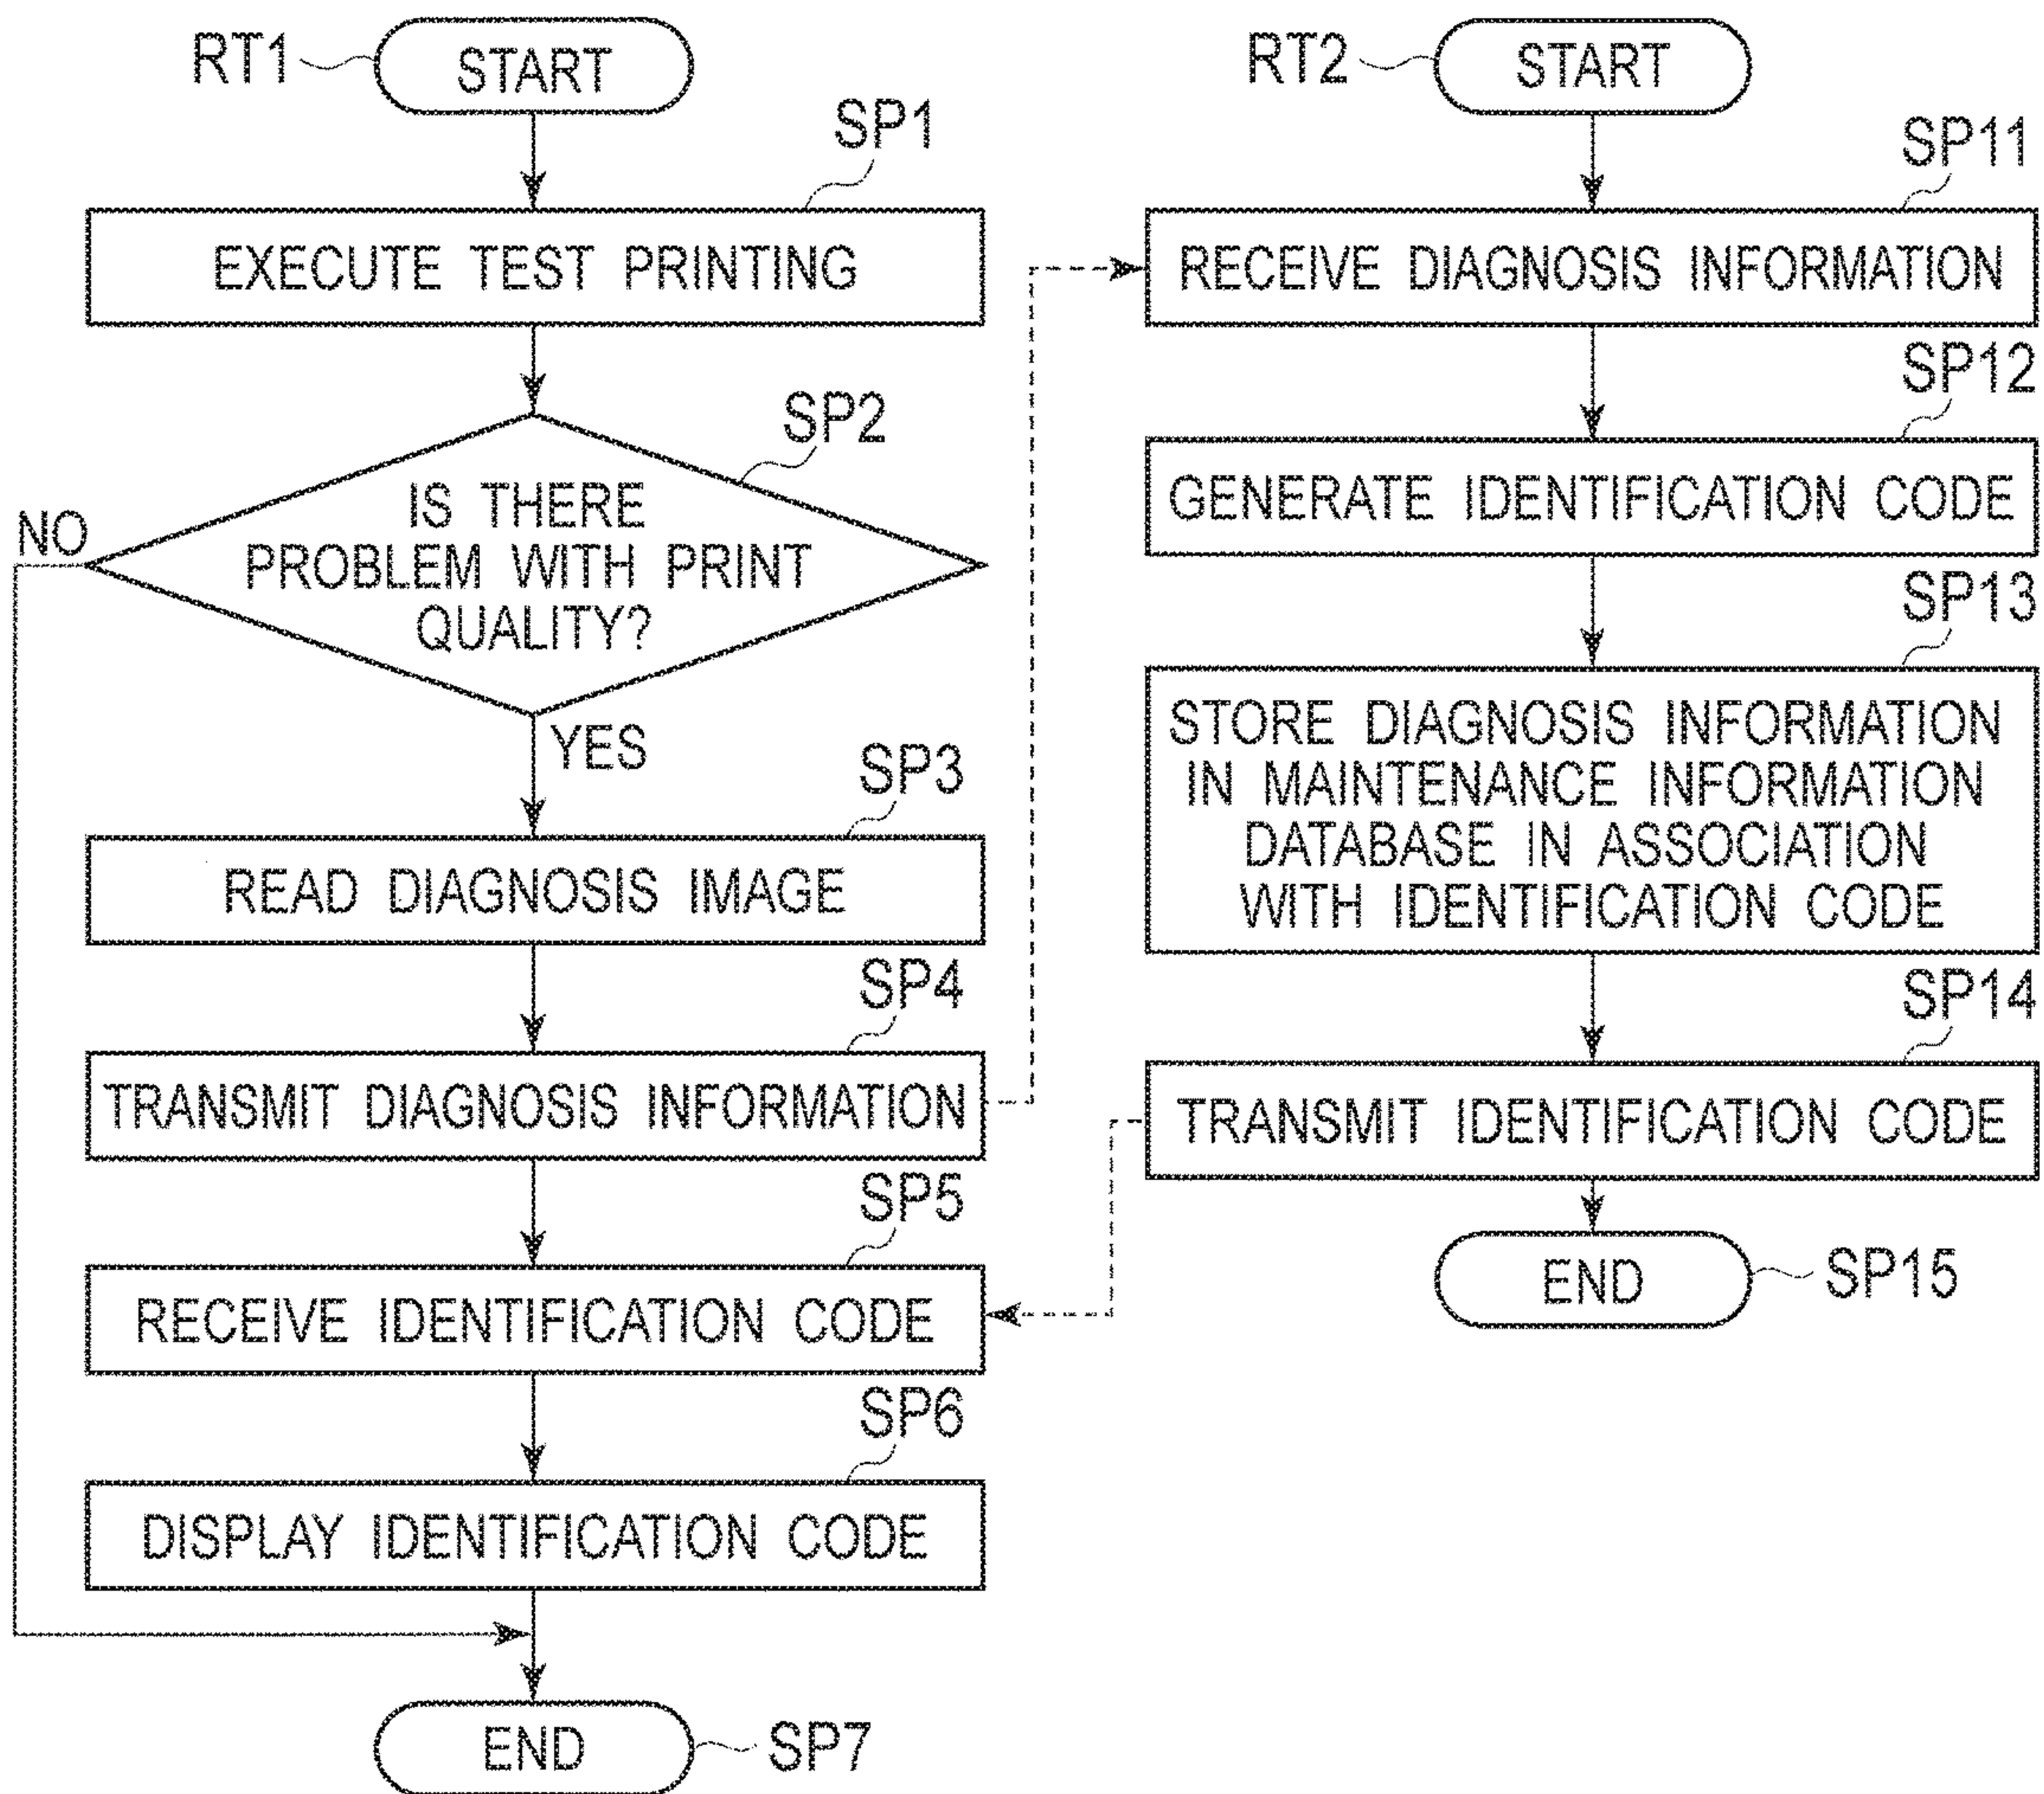 RT1
START
SP1
EXECUTE TEST PRINTING
SP2
IS THERE
PROBLEM WITH PRINT
QUALITY?
NO
YES
SP3
READ DIAGNOSIS IMAGE
SP4
TRANSMIT DIAGNOSIS INFORMATION
SP5
RECEIVE IDENTIFICATION CODE
SP6
DISPLAY IDENTIFICATION CODE
END
SP7
RT2
START
SP11
RECEIVE DIAGNOSIS INFORMATION
SP12
GENERATE IDENTIFICATION CODE
SP13
STORE DIAGNOSIS INFORMATION
IN MAINTENANCE INFORMATION
DATABASE IN ASSOCIATION
WITH IDENTIFICATION CODE
SP14
TRANSMIT IDENTIFICATION CODE
END
SP15